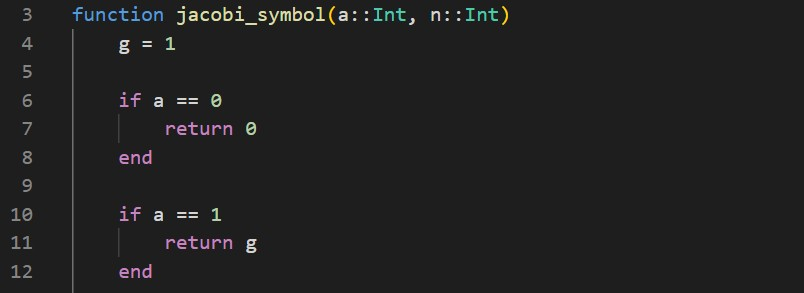 3 function jacobi_symbol(a::Int, n::Int)
4     g = 1
5
6     if a == 0
7         return 0
8     end
9
10     if a == 1
11         return g
12     end